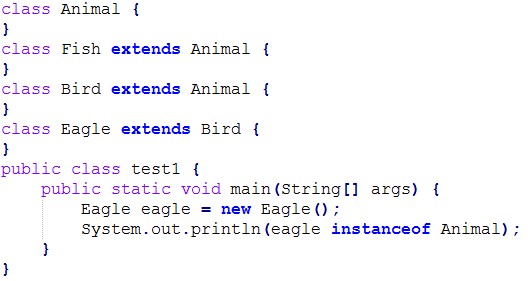 class Animal {
}
class Fish extends Animal {
}
class Bird extends Animal {
}
class Eagle extends Bird {
}
public class test1 {
    public static void main(String[] args) {
        Eagle eagle = new Eagle();
        System.out.println(eagle instanceof Animal);
    }
}